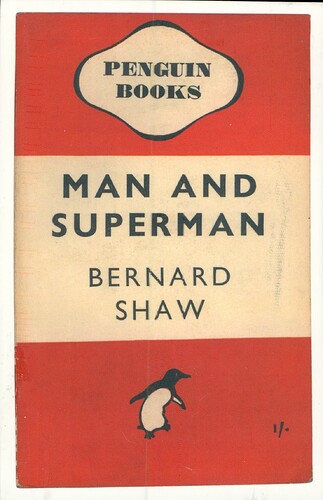 PENGUIN
BOOKS
MAN AND
SUPERMAN
BERNARD
SHAW
1/-